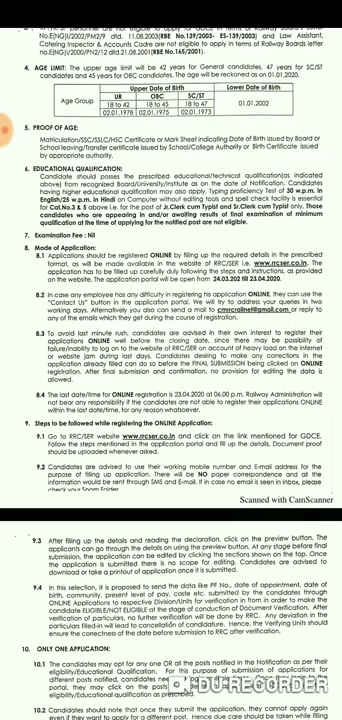 No.E(NG)I/2002/PM2/9 dtd. 11.08.2003(RBE No.139/2003- ES-139/2003) and Law Assistant,
Catering Inspector & Accounts Cadre are not eligible to apply in terms of Railway Boards letter
no.E(NG)I/2000/PN2/12 dtd.21.08.2001(RBE No.165/2001).
4. AGE LIMIT: The upper age limit will be 42 years for General candidates, 47 years for SC/ST
candidates and 45 years for OBC candidates. The age will be reckoned as on 01.01.2020.
Upper Date of Birth Lower Date of Birth
Age Group UR OBC SC/ST
18 to 42 18 to 45 18 to 47 01.01.2002
02.01.1978 02.01.1975 02.01.1973
5. PROOF OF AGE:
Matriculation/SSC/SSLC/HSC Certificate or Mark Sheet indicating Date of Birth issued by Board or
School leaving/Transfer certificate issued by School/College Authority or Birth Certificate issued
by appropriate authority.
6. EDUCATIONAL QUALIFICATION:
Candidate should posses the prescribed educational/technical qualification(as indicated
above) from recognized Board/University/Institute as on the date of Notification. Candidates
having higher educational qualification may also apply. Typing proficiency Test of 30 w.p.m. in
English/25 w.p.m. in Hindi on Computer without editing tools and spell check facility is essential
for Cat.No.3 & 5 above i.e. for the post of Jr.Clerk cum Typist and Sr.Clerk cum Typist only. Those
candidates who are appearing in and/or awaiting results of final examination of minimum
qualification at the time of applying for the notified post are not eligible.
7. Examination Fee : Nil
8. Mode of Application:
8.1 Applications should be registered ONLINE by filling up the required details in the prescribed
format, as will be made available in the website of RRC/SER i.e. www.rrcser.co.in. The
application has to be filled up carefully duly following the steps and instructions, as provided
on the website. The application portal will be open from 24.03.202 till 23.04.2020.
8.2 In case any employee has any difficulty in registering his application ONLINE, they can use the
"Contact Us" button in the application portal. We will try to address your queries in two
working days. Alternatively you also can send a mail to cmrrcrailnet@gmail.com or reply to
any of the emails which they get during the course of registration.
8.3 To avoid last minute rush, candidates are advised in their own interest to register their
applications ONLINE well before the closing date, since there may be possibility of
failure/inability to log on to the website of RRC/SER on account of heavy load on the internet
or website jam during last days. Candidates desiring to make any corrections in the
application already filled can do so before the FINAL SUBMISSION being clicked on ONLINE
registration. After final submission and confirmation, no provision for editing the data is
allowed.
8.4 The last date/time for ONLINE registration is 23.04.2020 at 06.00 p.m. Railway Administration will
not bear any responsibility if the candidates are not able to register their applications ONLINE
within the last date/time, for any reason whatsoever.
9. Steps to be followed while registering the ONLINE Application:
9.1 Go to RRC/SER website www.rrcser.co.in and click on the link mentioned for GDCE.
Follow the steps mentioned in the application portal and fill up the details. Document proof
should be uploaded whenever asked.
9.2 Candidates are advised to use their working mobile number and E-mail address for the
purpose of filling up application. There will be NO paper correspondence and all the
information would be sent through SMS and E-mail. If in case no email is seen in inbox, please
check your Spam Folder.
Scanned with CamScanner
9.3 After filling up the details and reading the declaration, click on the preview button. The
applicants can go through the details on using the preview button. At any stage before final
submission, the application can be edited by clicking the sections shown on the top. Once
the application is submitted there is no scope for editing. Candidates are advised to
download or take a printout of application once it is submitted.
9.4 In this selection, it is proposed to send the data like PF No., date of appointment, date of
birth, community, present level of pay, caste etc. submitted by the candidates through
ONLINE Applications to respective Division/Units for verification in from in order to make the
candidate ELIGIBLE/NOT ELIGIBLE at the stage of conduction of Document Verification. After
verification of particulars, no further verification will be done by RRC. Any deviation in the
particulars filled-in will lead to cancellation of candidature. Hence, the Verifying Units should
ensure the correctness of the date before submission to RRC after verification.
10. ONLY ONE APPLICATION:
10.1 The candidates may opt for any one OR all the posts notified in the Notification as per their
eligibility/Educational Qualification. For this purpose of submission of applications for
different posts notified, candidates
portal, they may click on the posts
eligibility/Educational qualification as prescribed.
DU RECORDER
10.2 Candidates should note that once they submit the application, they cannot apply again
even if they want to apply for a different post. Hence due care should be taken while filling